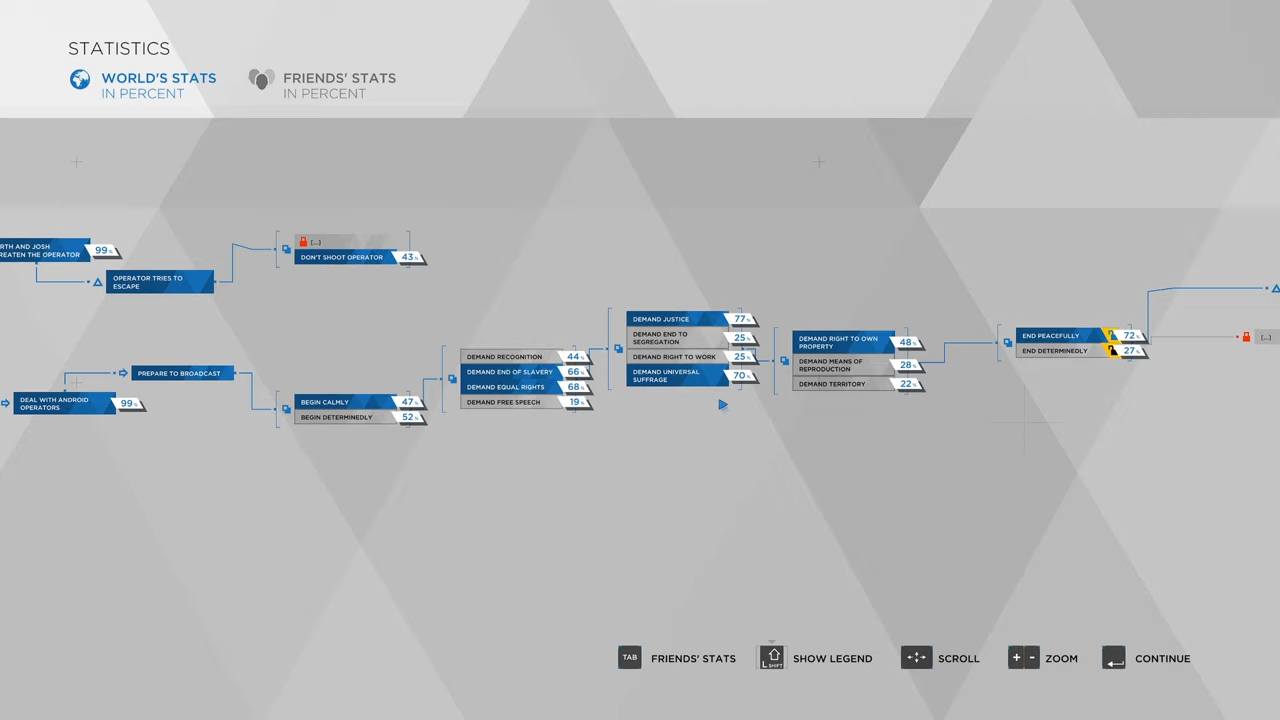 STATISTICS
WORLD'S STATS
IN PERCENT
FRIENDS' STATS
IN PERCENT
RTH AND JOSH
REATEN THE OPERATOR
99%
OPERATOR TRIES TO
ESCAPE
[...]
DON'T SHOOT OPERATOR
43%
DEAL WITH ANDROID
OPERATORS
99%
PREPARE TO BROADCAST
BEGIN CALMLY
47%
BEGIN DETERMINEDLY
52%
DEMAND RECOGNITION
44%
DEMAND END OF SLAVERY
66%
DEMAND EQUAL RIGHTS
68%
DEMAND FREE SPEECH
19%
DEMAND JUSTICE
77%
DEMAND END TO
SEGREGATION
25%
DEMAND RIGHT TO WORK
25%
DEMAND UNIVERSAL
SUFFRAGE
70%
DEMAND RIGHT TO OWN
PROPERTY
48%
DEMAND MEANS OF
REPRODUCTION
28%
DEMAND TERRITORY
22%
END PEACEFULLY
72%
END DETERMINEDLY
27%
[...]
TAB FRIENDS' STATS
L SHIFT SHOW LEGEND
SCROLL
+ - ZOOM
CONTINUE